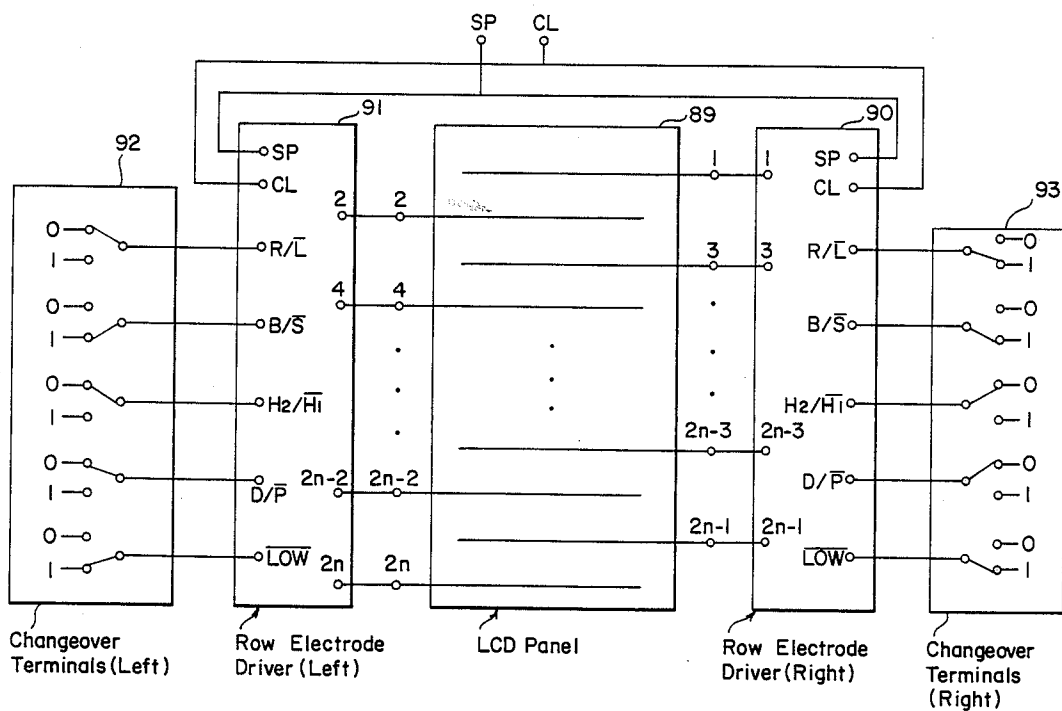 SP CL
91 89 90
92 93
SP 1 1 SP
CL 2 2 CL
0 R/L̅ 3 3 R/L̅ 0
1 4 4 1
0 B/S̅ B/S̅ 0
1 1
0 H2/H̅1̅ H2/H̅1̅ 0
1 2n-3 2n-3 1
0 D/P̅ 2n-2 2n-2 D/P̅ 0
1 1
0 2n-1 2n-1 0
1 L̅O̅W̅ 2n 2n L̅O̅W̅ 1
Changeover
Terminals (Left)
Row Electrode
Driver (Left)
LCD Panel
Row Electrode
Driver (Right)
Changeover
Terminals
(Right)